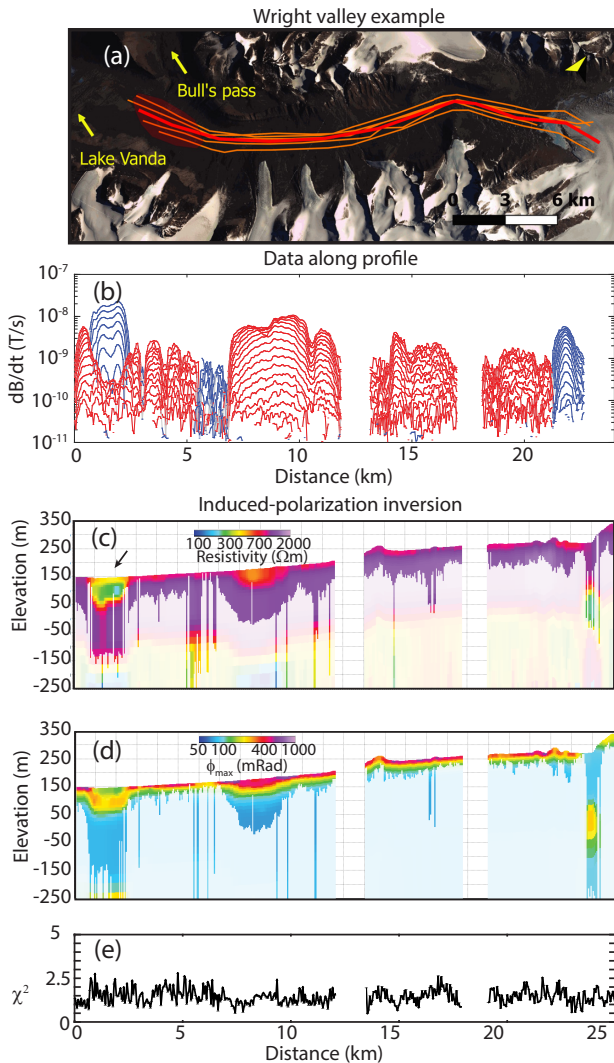 Wright valley example
(a)
Bull's pass
Lake Vanda
0 3 6 km
Data along profile
(b)
dB/dt (T/s)
10⁻⁷
10⁻⁸
10⁻⁹
10⁻¹⁰
10⁻¹¹
0 5 10 15 20
Distance (km)
Induced-polarization inversion
(c)
100 300 700 2000
Resistivity (Ωm)
Elevation (m)
350
250
150
50
-50
-150
-250
(d)
50 100 400 1000
ϕmax (mRad)
Elevation (m)
350
250
150
50
-50
-150
-250
(e)
χ²
5
2.5
0
0 5 10 15 20 25
Distance (km)